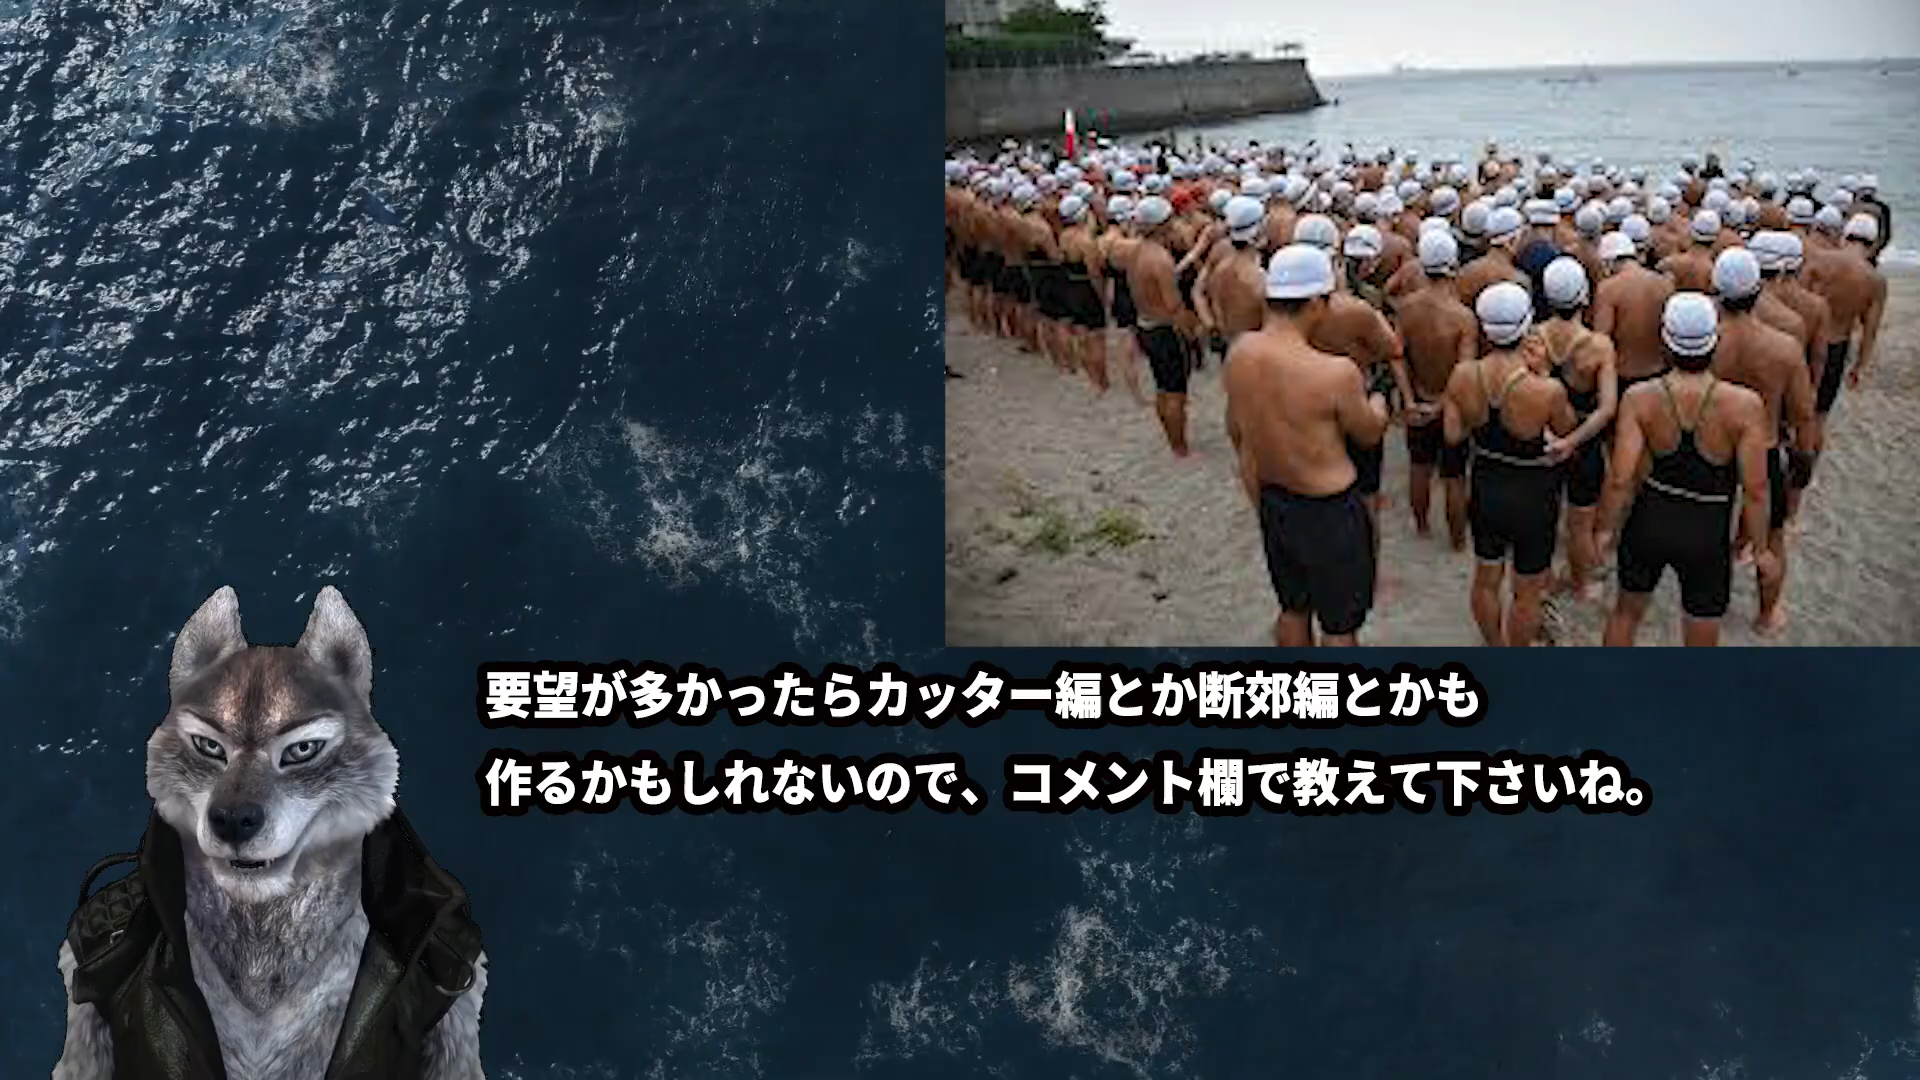 要望が多かったらカッター編とか断郊編とかも
作るかもしれないので、コメント欄で教えて下さいね。